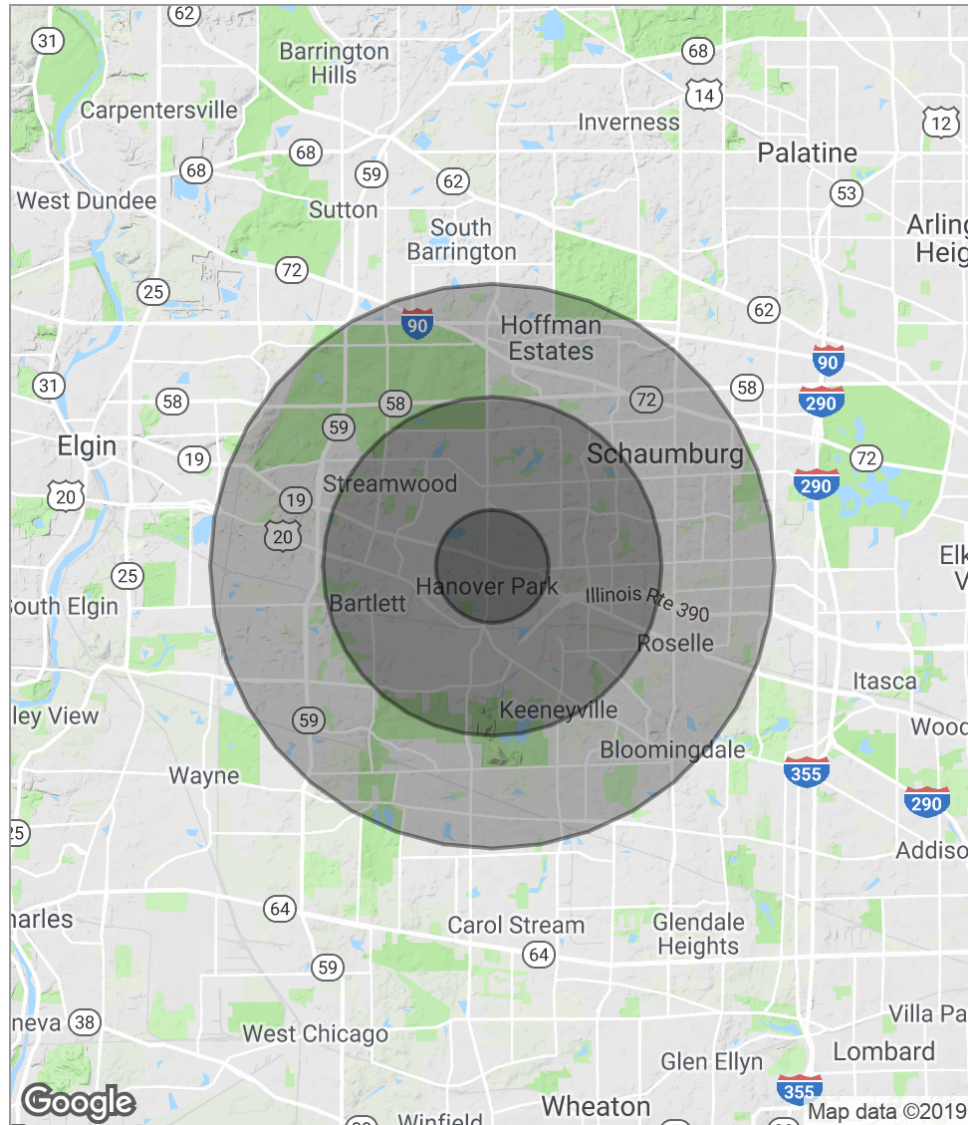 62
31
Barrington
Hills
68
14
12
Carpentersville
Inverness
Palatine
68
68
59
62
53
West Dundee
Sutton
South
Barrington
Arling
Heig
72
25
62
90
Hoffman
Estates
90
31
58
58
59
72
58
290
Elgin
19
Schaumburg
72
20
Streamwood
290
19
20
25
Hanover Park
Elk
V
South Elgin
Bartlett
Illinois Rte 390
Roselle
Itasca
lley View
59
Keeneyville
Wood
Bloomingdale
Wayne
355
290
25
Addiso
64
harles
Carol Stream
Glendale
Heights
64
59
neva
38
West Chicago
Villa Pa
Glen Ellyn
Lombard
355
Google
Wheaton
Map data ©2019
Winfield